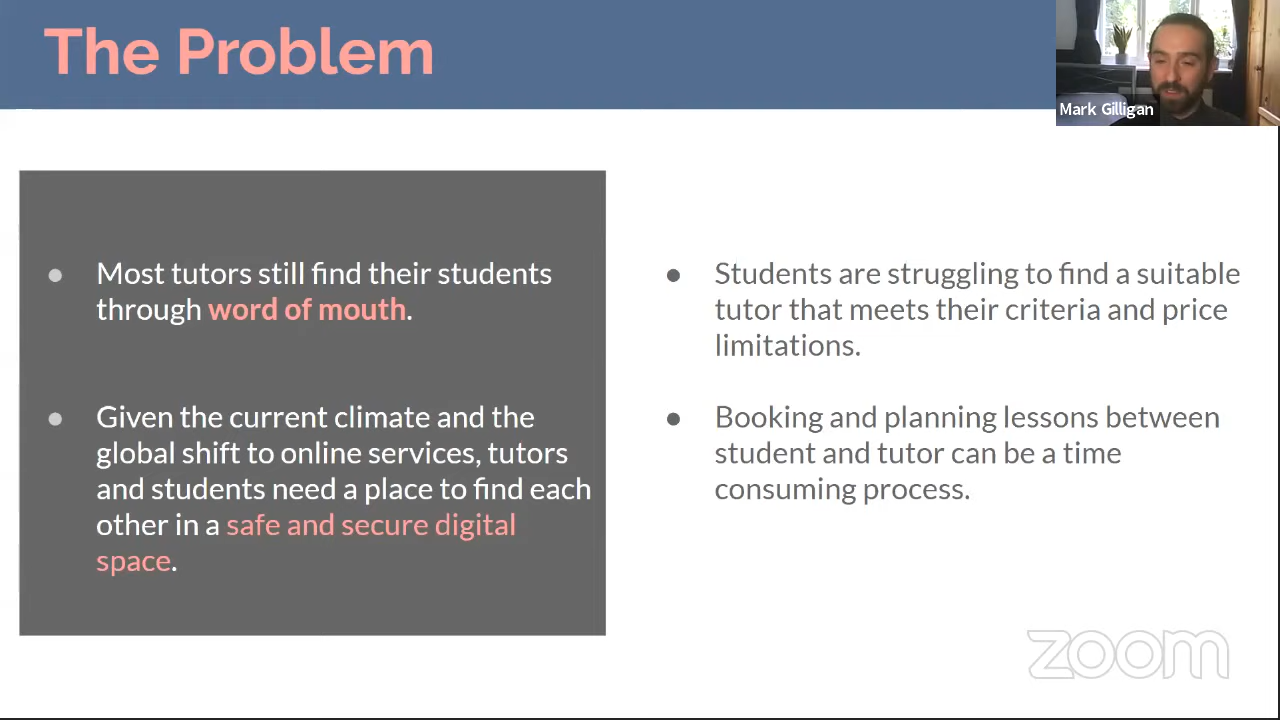 The Problem
Mark Gilligan
Most tutors still find their students
through word of mouth.
Given the current climate and the
global shift to online services, tutors
and students need a place to find each
other in a safe and secure digital
space.
Students are struggling to find a suitable
tutor that meets their criteria and price
limitations.
Booking and planning lessons between
student and tutor can be a time
consuming process.
zoom